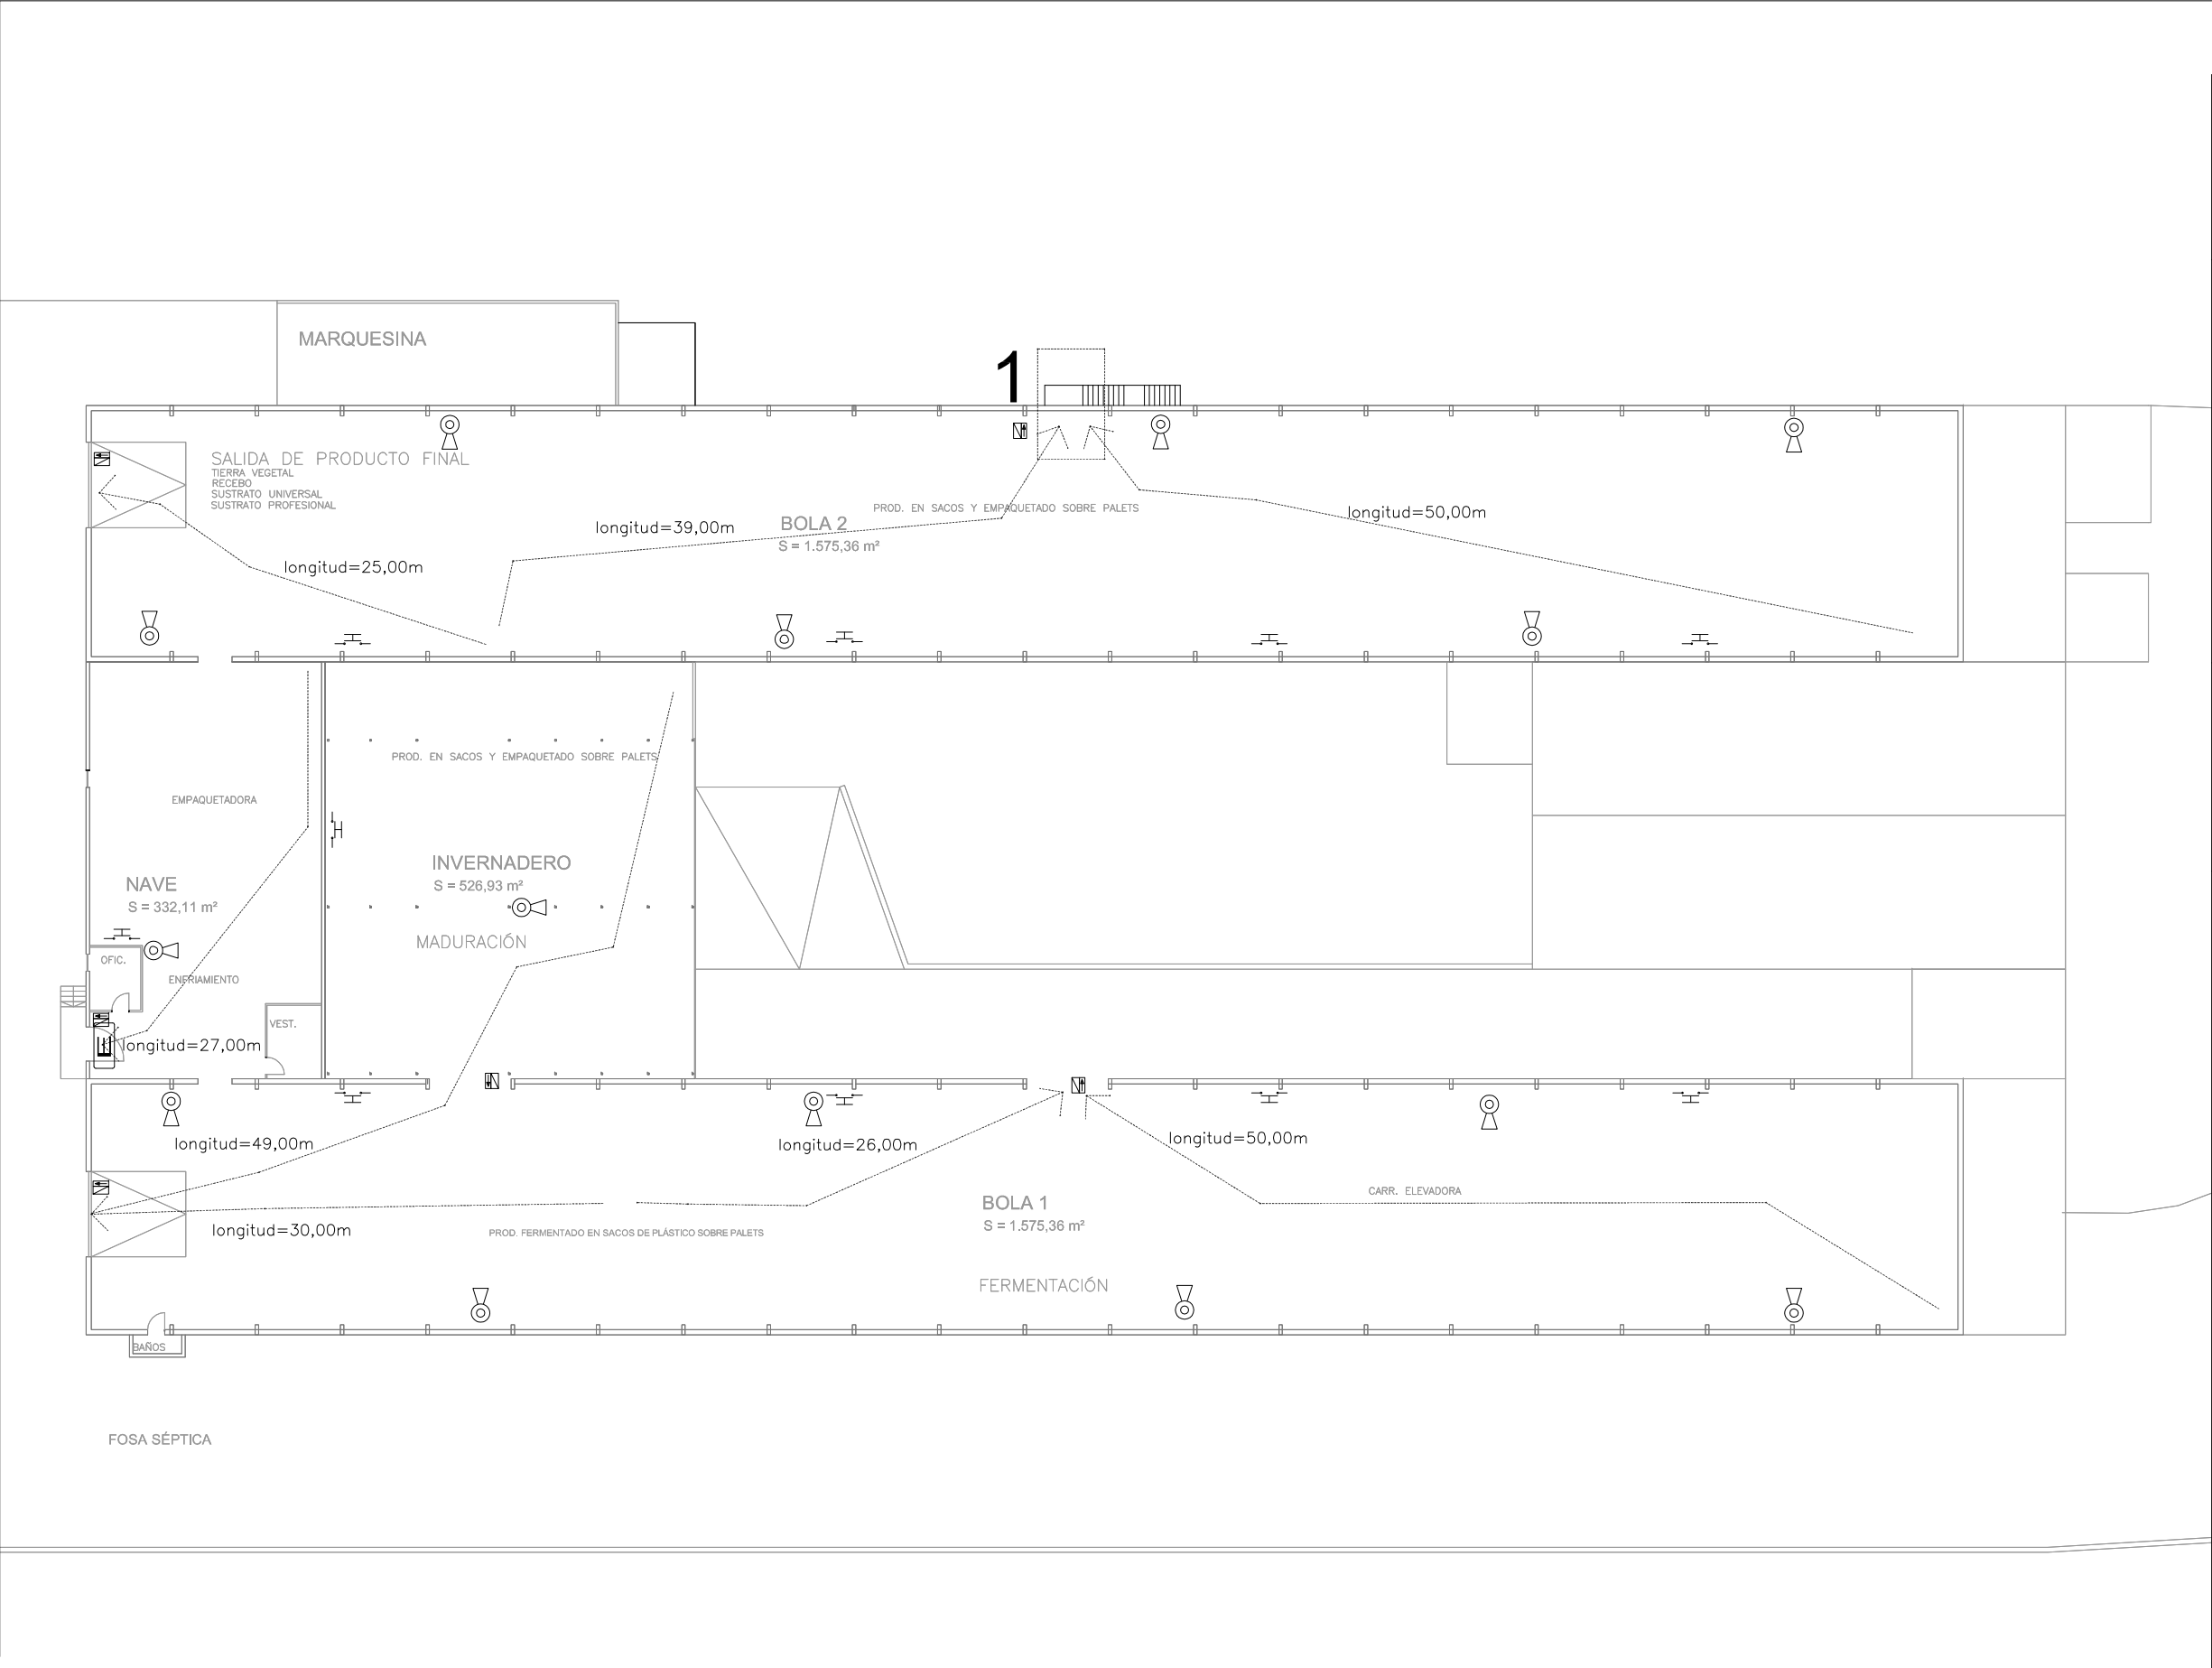 MARQUESINA
1
SALIDA DE PRODUCTO FINAL
TIERRA VEGETAL
RECEBO
SUSTRATO UNIVERSAL
SUSTRATO PROFESIONAL
PROD. EN SACOS Y EMPAQUETADO SOBRE PALETS
longitud=50,00m
longitud=39,00m
BOLA 2
S = 1.575,36 m²
longitud=25,00m
PROD. EN SACOS Y EMPAQUETADO SOBRE PALETS
EMPAQUETADORA
INVERNADERO
S = 526,93 m²
NAVE
S = 332,11 m²
MADURACIÓN
OFIC.
ENFRIAMIENTO
VEST.
longitud=27,00m
longitud=49,00m
longitud=26,00m
longitud=50,00m
CARR. ELEVADORA
BOLA 1
S = 1.575,36 m²
longitud=30,00m
PROD. FERMENTADO EN SACOS DE PLÁSTICO SOBRE PALETS
FERMENTACIÓN
BAÑOS
FOSA SÉPTICA